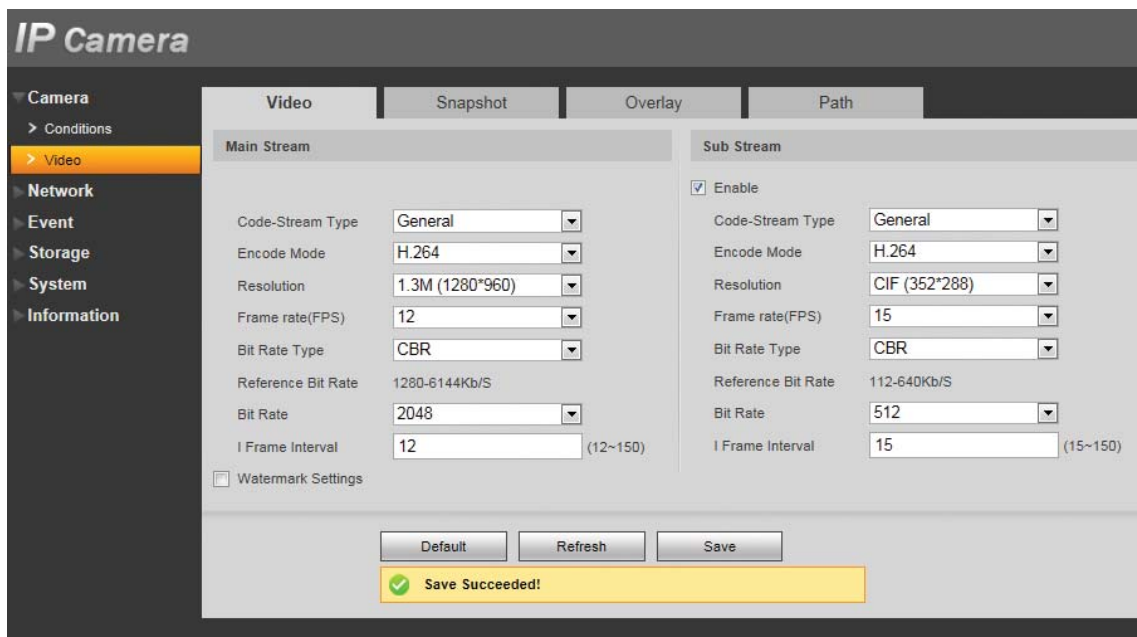 IP Camera
Camera
> Conditions
> Video
Network
Event
Storage
System
Information
Video Snapshot Overlay Path
Main Stream
Code-Stream Type General
Encode Mode H.264
Resolution 1.3M (1280*960)
Frame rate(FPS) 12
Bit Rate Type CBR
Reference Bit Rate 1280-6144Kb/S
Bit Rate 2048
I Frame Interval 12 (12~150)
Watermark Settings
Sub Stream
Enable
Code-Stream Type General
Encode Mode H.264
Resolution CIF (352*288)
Frame rate(FPS) 15
Bit Rate Type CBR
Reference Bit Rate 112-640Kb/S
Bit Rate 512
I Frame Interval 15 (15~150)
Default Refresh Save
Save Succeeded!